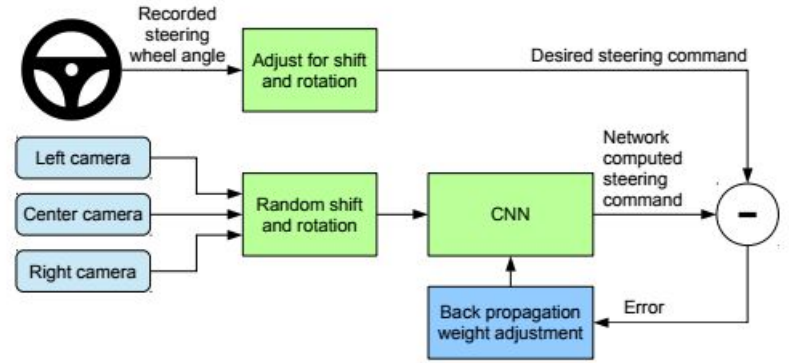 Recorded
steering
wheel angle
Adjust for shift
and rotation
Desired steering command
Left camera
Center camera
Right camera
Random shift
and rotation
CNN
Network
computed
steering
command
-
Back propagation
weight adjustment
Error